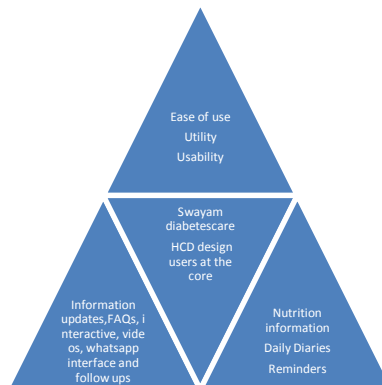 Ease of use
Utility
Usability
Swayam
diabetescare
HCD design
users at the
core
Information
updates,FAQs, i
nteractive, vide
os, whatsapp
interface and
follow ups
Nutrition
information
Daily Diaries
Reminders